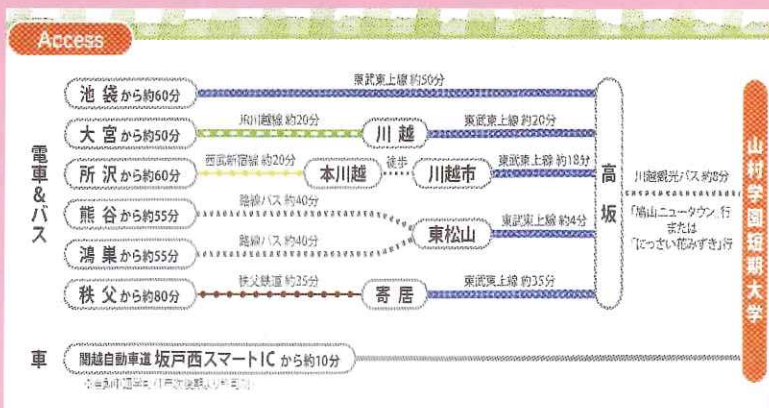 Access
電車&バス
池袋から約60分
東武東上線 約50分
大宮から約50分
JR川越線 約20分
川越
東武東上線 約20分
所沢から約60分
西武新宿線 約20分
本川越
徒歩
川越市
東武東上線 約18分
熊谷から約55分
路線バス 約40分
鴻巣から約55分
路線バス 約40分
東松山
東武東上線 約4分
秩父から約80分
秩父鉄道 約35分
寄居
東武東上線 約35分
高坂
川越観光バス 約8分
「鳩山ニュータウン」行
または
「にっさい花みずき」行
山村学園短期大学
車
関越自動車道 坂戸西スマートIC から約10分